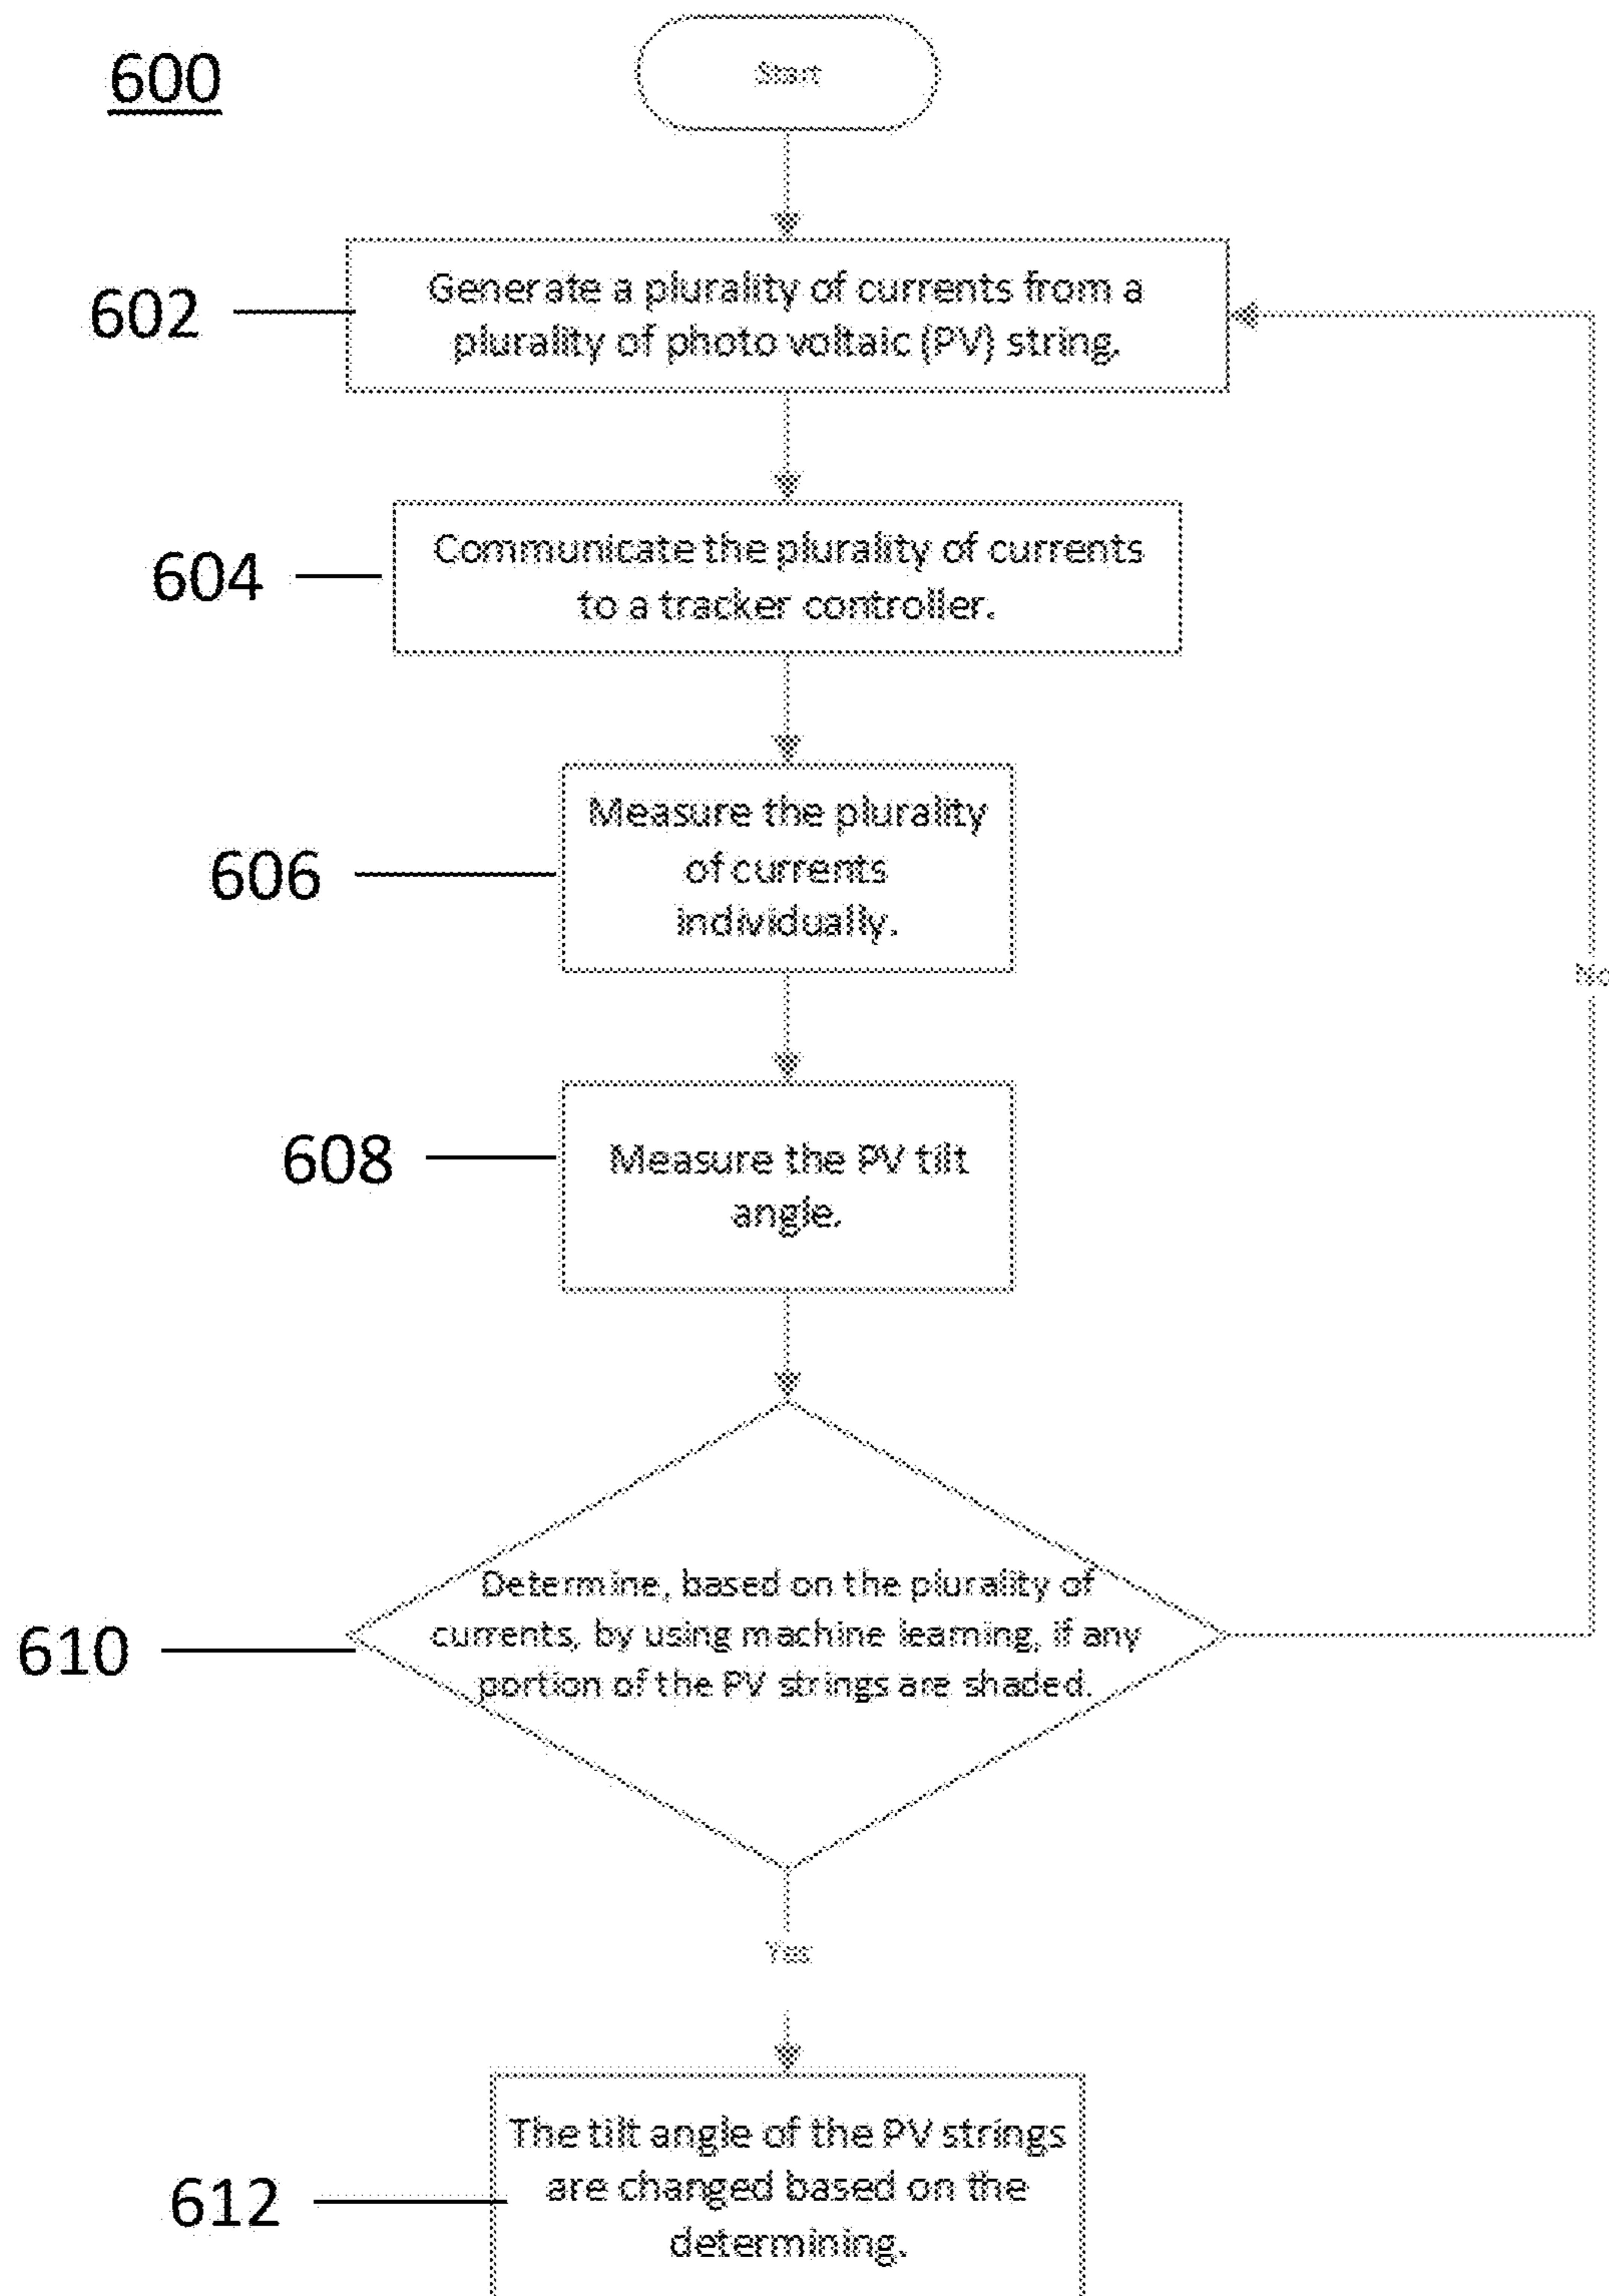 600
Start
602
Generate a plurality of currents from a
plurality of photo voltaic (PV) string.
604
Communicate the plurality of currents
to a tracker controller.
606
Measure the plurality
of currents
individually.
No
608
Measure the PV tilt
angle.
610
Determine, based on the plurality of
currents, by using machine learning, if any
portion of the PV strings are shaded.
Yes
612
The tilt angle of the PV strings
are changed based on the
determining.